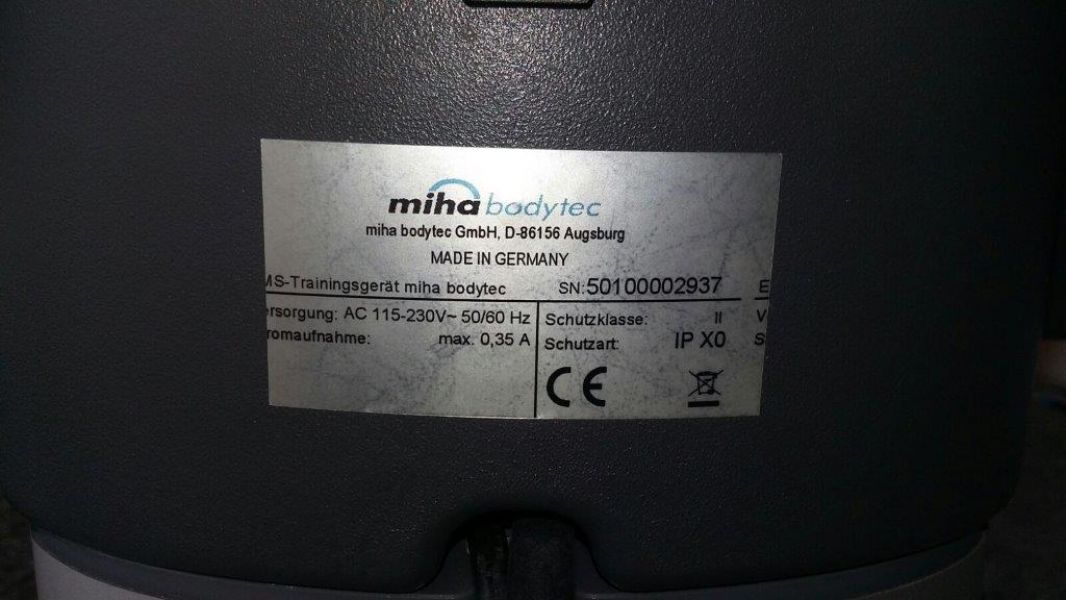 miha bodytec
miha bodytec GmbH, D-86156 Augsburg
MADE IN GERMANY
MS-Trainingsgerät miha bodytec SN:50100002937 E
ersorgung: AC 115-230V~ 50/60 Hz Schutzklasse: II V
romaufnahme: max. 0,35 A Schutzart: IP X0 S
CE